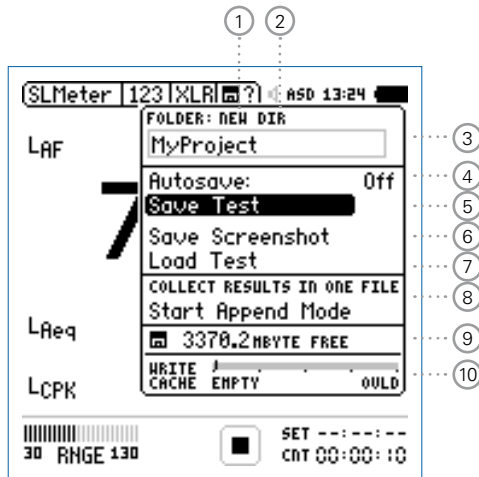 1 2
SLMeter 123 XLR ? ASD 13:24
FOLDER: NEW DIR
MyProject
3
LAF
Autosave: Off
4
Save Test
5
Save Screenshot
6
Load Test
7
COLLECT RESULTS IN ONE FILE
Start Append Mode
8
LAeq
3370.2 MBYTE FREE
9
WRITE
CACHE EMPTY OVLD
10
LCPK
30 RNGE 130
SET --:--:--
CNT 00:00:10